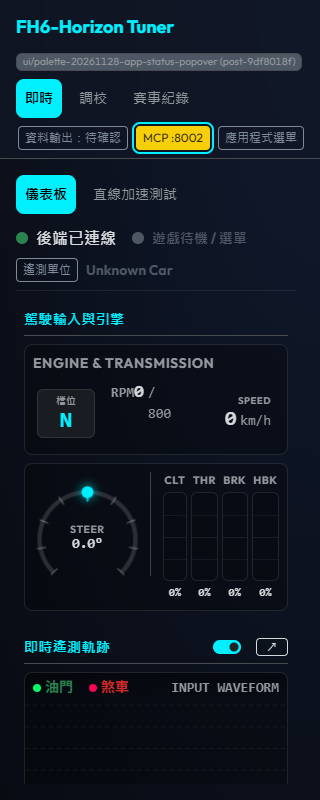 FH6-Horizon Tuner
ui/palette-20261128-app-status-popover (post-9df8018f)
即時 調校 賽事紀錄
資料輸出：待確認 MCP :8002 應用程式選單
儀表板 直線加速測試
後端已連線 遊戲待機 / 選單
遙測單位 Unknown Car
駕駛輸入與引擎
ENGINE & TRANSMISSION
檔位
N
RPM 0 /
800
SPEED
0 km/h
STEER
0.0°
CLT THR BRK HBK
0% 0% 0% 0%
即時遙測軌跡 ↗
油門 煞車 INPUT WAVEFORM